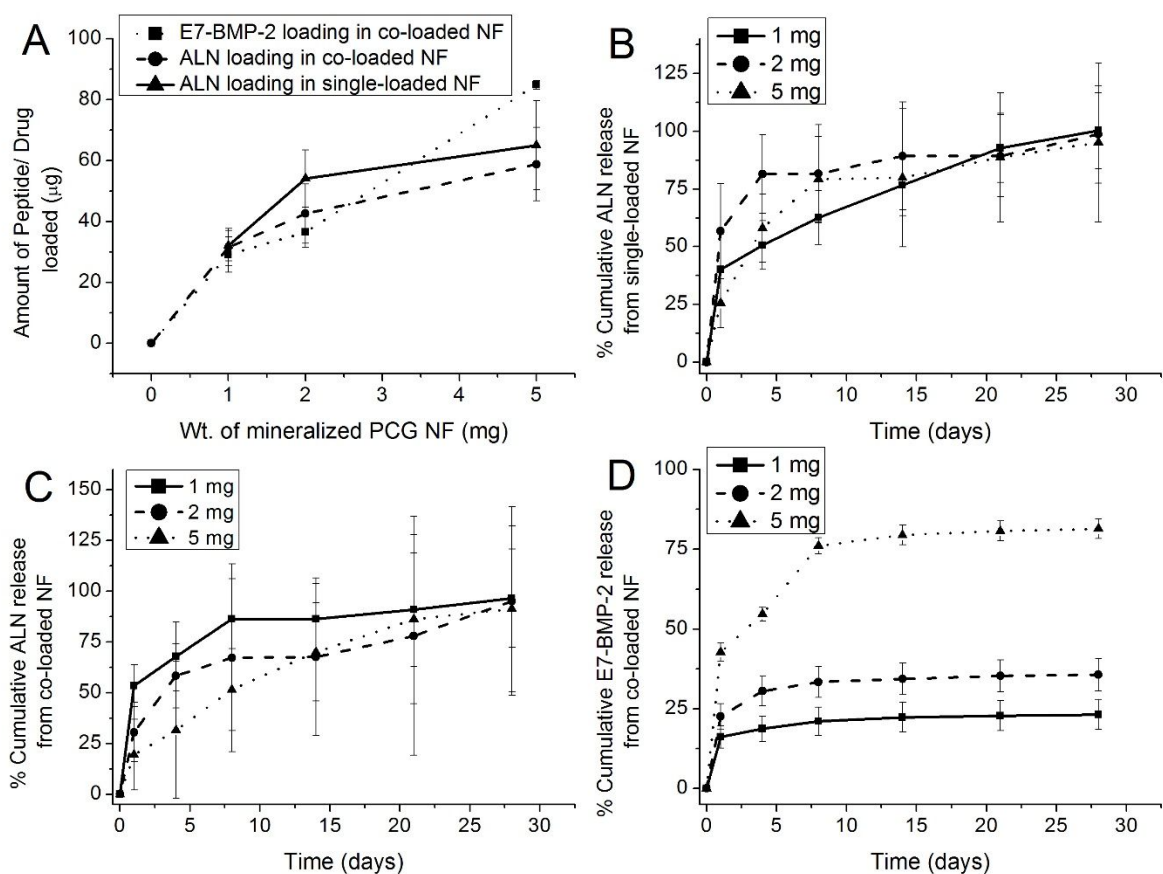 A
E7-BMP-2 loading in co-loaded NF
ALN loading in co-loaded NF
ALN loading in single-loaded NF
Amount of Peptide/ Drug
loaded (μg)
100
80
60
40
20
0
0 1 2 5
Wt. of mineralized PCG NF (mg)
B
1 mg
2 mg
5 mg
% Cumulative ALN release
from single-loaded NF
125
100
75
50
25
0
0 5 10 15 20 25 30
Time (days)
C
1 mg
2 mg
5 mg
% Cumulative ALN release
from co-loaded NF
150
125
100
75
50
25
0
0 5 10 15 20 25 30
Time (days)
D
1 mg
2 mg
5 mg
% Cumulative E7-BMP-2 release
from co-loaded NF
100
75
50
25
0
0 5 10 15 20 25 30
Time (days)